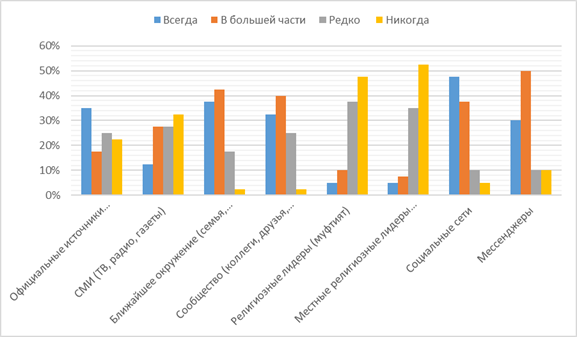 Всегда В большей части Редко Никогда
60%
50%
40%
30%
20%
10%
0%
Официальные источники...
СМИ (ТВ, радио, газеты)
Ближайшее окружение (семья,...
Сообщество (коллеги, друзья,...
Религиозные лидеры (муфтият)
Местные религиозные лидеры...
Социальные сети
Мессенджеры